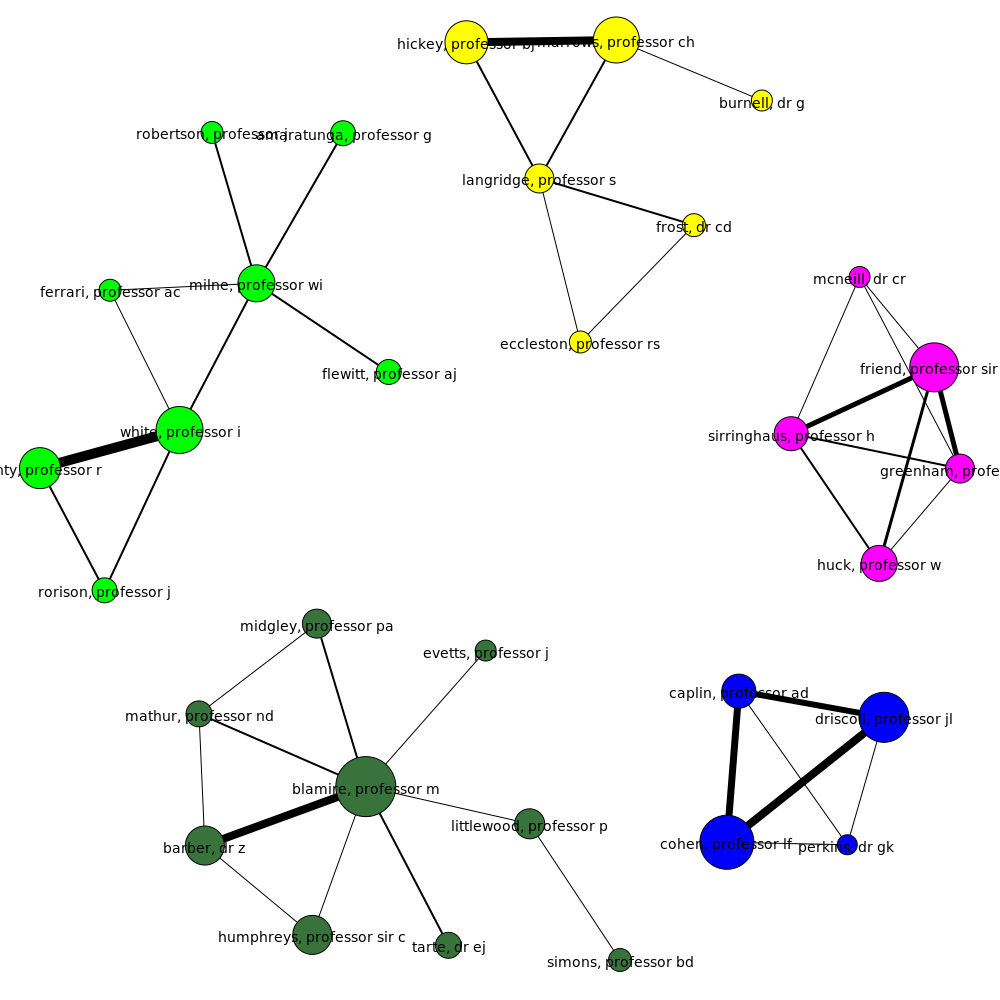 hickey, professor bj
burrows, professor ch
burnell, dr g
robertson, professor j
amaratunga, professor g
langridge, professor s
frost, dr cd
mcneill, dr cr
milne, professor wi
ferrari, professor ac
eccleston, professor rs
friend, professor sir
flewitt, professor aj
white, professor i
sirringhaus, professor h
nty, professor r
greenham, profe
huck, professor w
rorison, professor j
midgley, professor pa
evetts, professor j
caplin, professor ad
mathur, professor nd
driscoll, professor jl
blamire, professor m
littlewood, professor p
cohen, professor lf
perkins, dr gk
barber, dr z
humphreys, professor sir c
tarte, dr ej
simons, professor bd